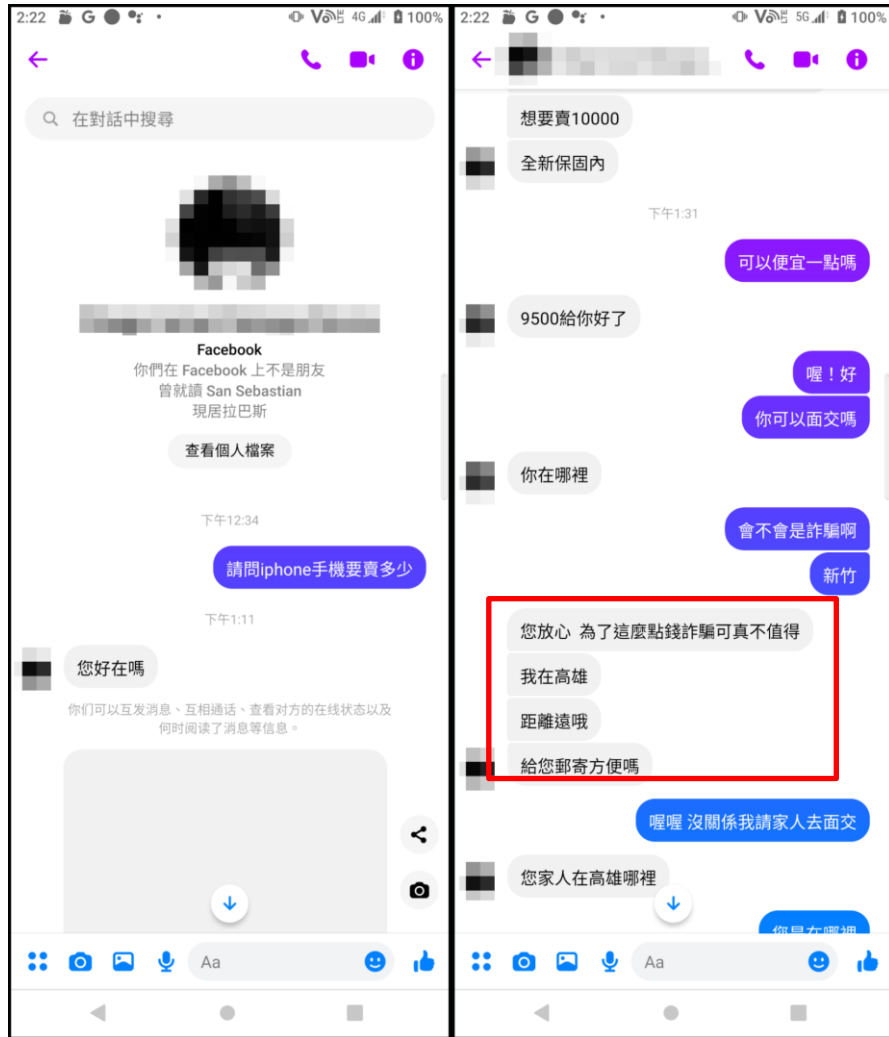 2:22 G VoLTE 4G 100%
在對話中搜尋
Facebook
你們在 Facebook 上不是朋友
曾就讀 San Sebastian
現居拉巴斯
查看個人檔案
下午12:34
請問iphone手機要賣多少
下午1:11
您好在嗎
你们可以互发消息、互相通话、查看对方的在线状态以及
何时阅读了消息等信息。
Aa
2:22 G 5G 100%
想要賣10000
全新保固內
下午1:31
可以便宜一點嗎
9500給你好了
喔！好
你可以面交嗎
你在哪裡
會不會是詐騙啊
新竹
您放心 為了這麼點錢詐騙可真不值得
我在高雄
距離遠哦
給您郵寄方便嗎
喔喔 沒關係我請家人去面交
您家人在高雄哪裡
您是在哪裡
Aa